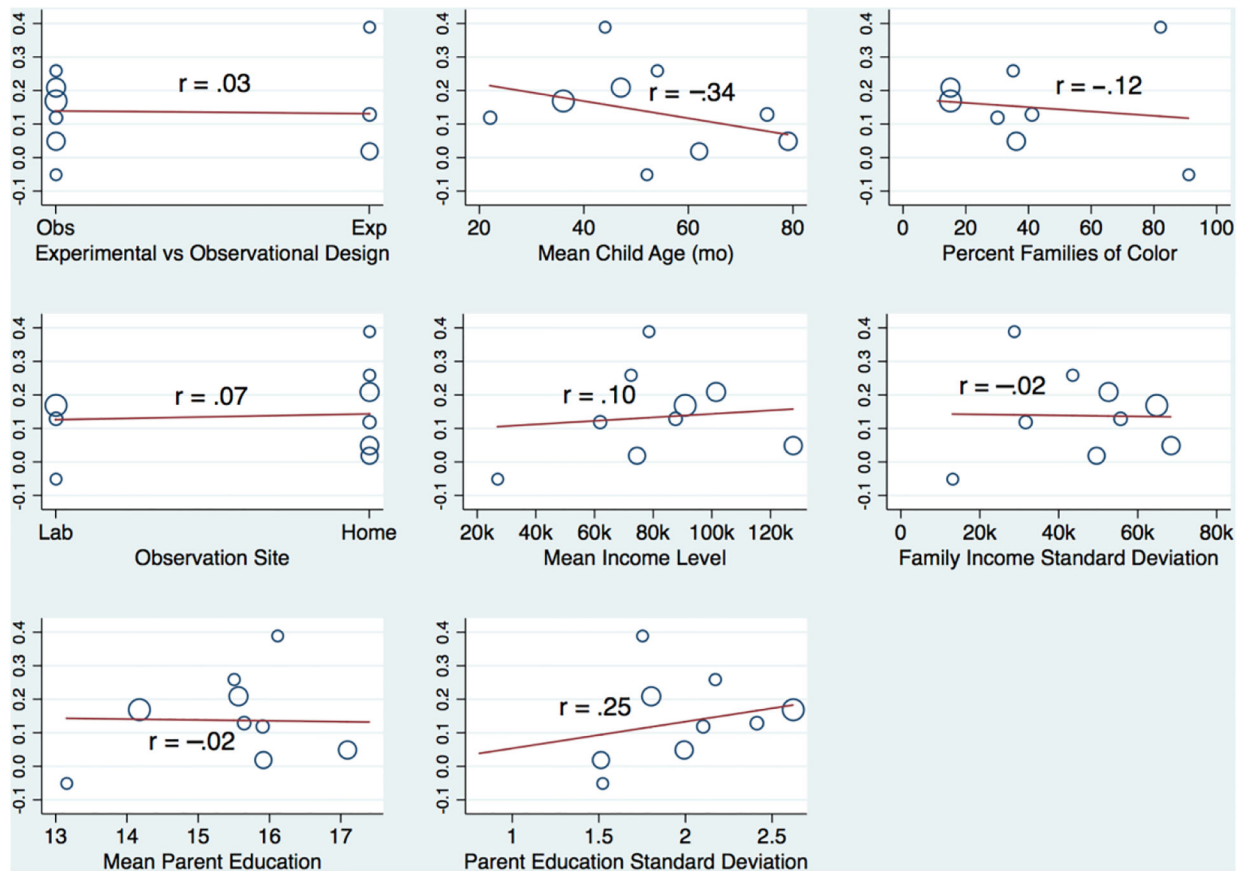 0.4
0.3
0.2
0.1
0.0
-0.1
r = .03
Obs Exp
Experimental vs Observational Design
0.4
0.3
0.2
0.1
0.0
-0.1
r = -.34
20 40 60 80
Mean Child Age (mo)
0.4
0.3
0.2
0.1
0.0
-0.1
r = -.12
0 20 40 60 80 100
Percent Families of Color
0.4
0.3
0.2
0.1
0.0
-0.1
r = .07
Lab Home
Observation Site
0.4
0.3
0.2
0.1
0.0
-0.1
r = .10
20k 40k 60k 80k 100k 120k
Mean Income Level
0.4
0.3
0.2
0.1
0.0
-0.1
r = -.02
0 20k 40k 60k 80k
Family Income Standard Deviation
0.4
0.3
0.2
0.1
0.0
-0.1
r = -.02
13 14 15 16 17
Mean Parent Education
0.4
0.3
0.2
0.1
0.0
-0.1
r = .25
1 1.5 2 2.5
Parent Education Standard Deviation